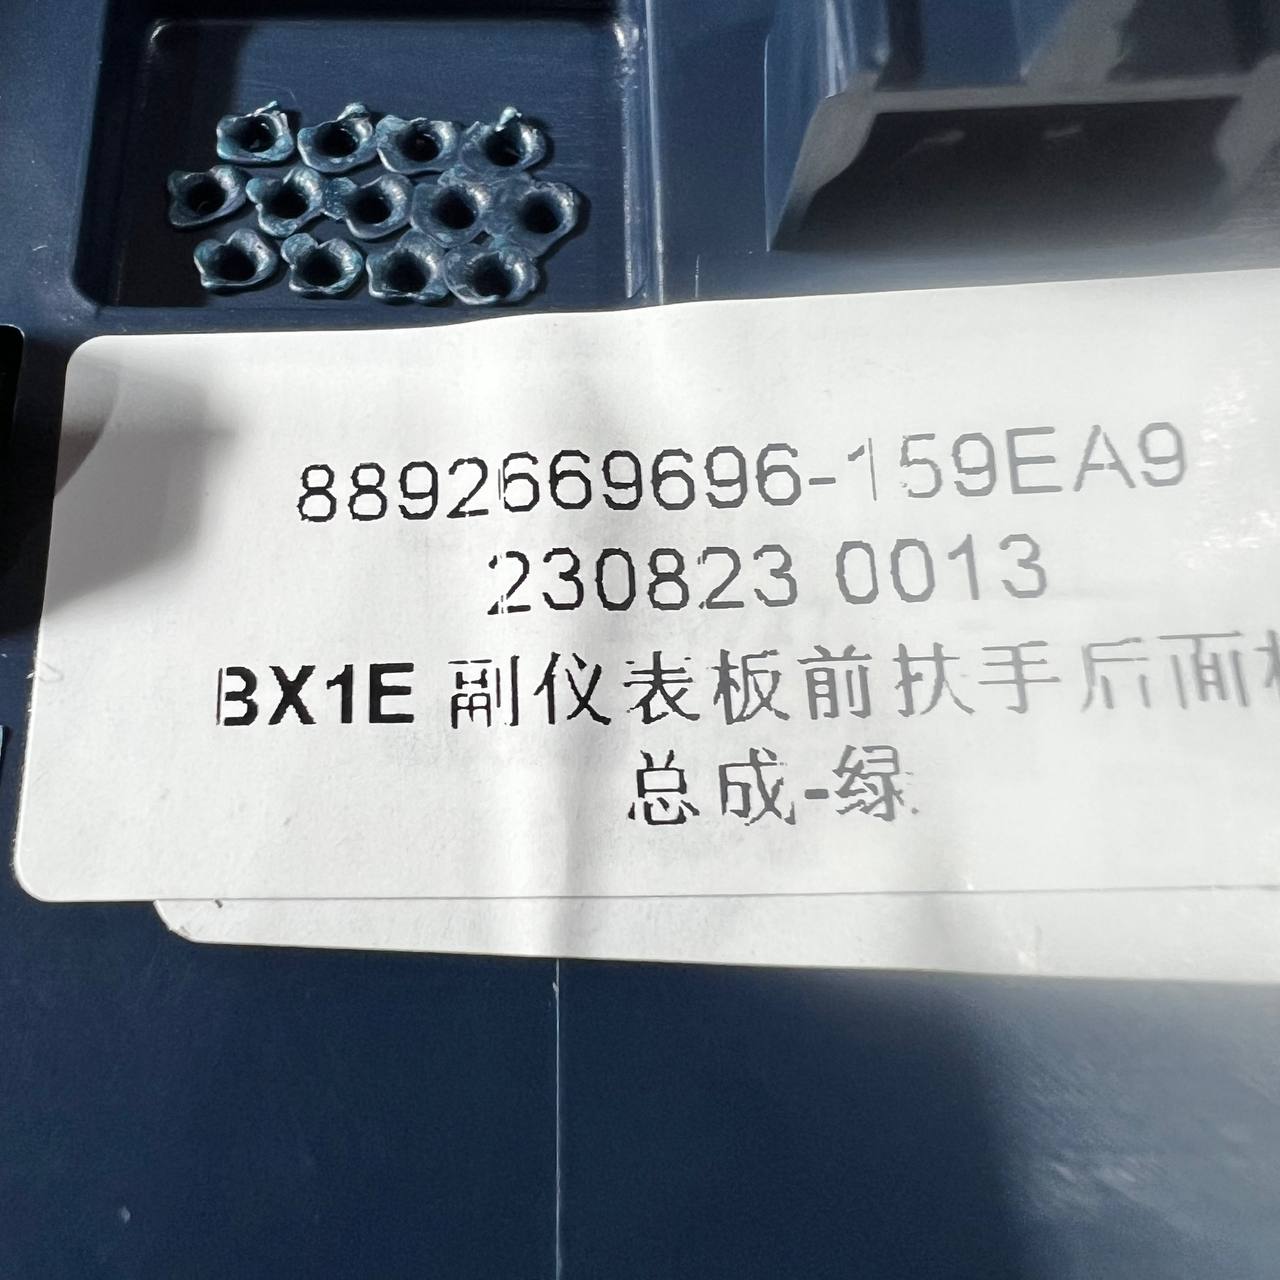 8892669696-159EA9
230823 0013
BX1E 副仪表板前扶手后面
总成-绿